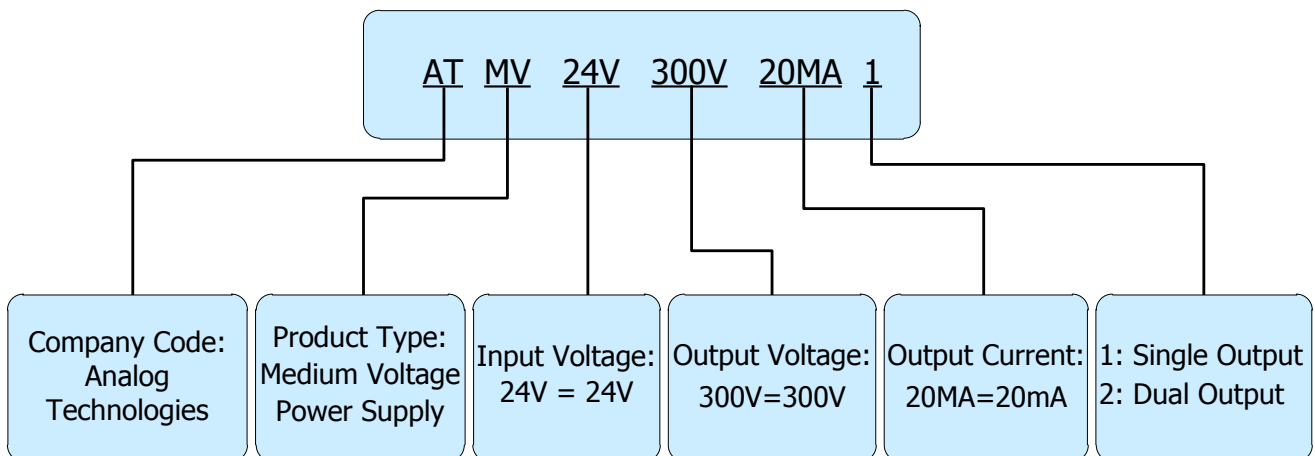 AT MV 24V 300V 20MA 1
Company Code:
Analog
Technologies
Product Type:
Medium Voltage
Power Supply
Input Voltage:
24V = 24V
Output Voltage:
300V=300V
Output Current:
20MA=20mA
1: Single Output
2: Dual Output